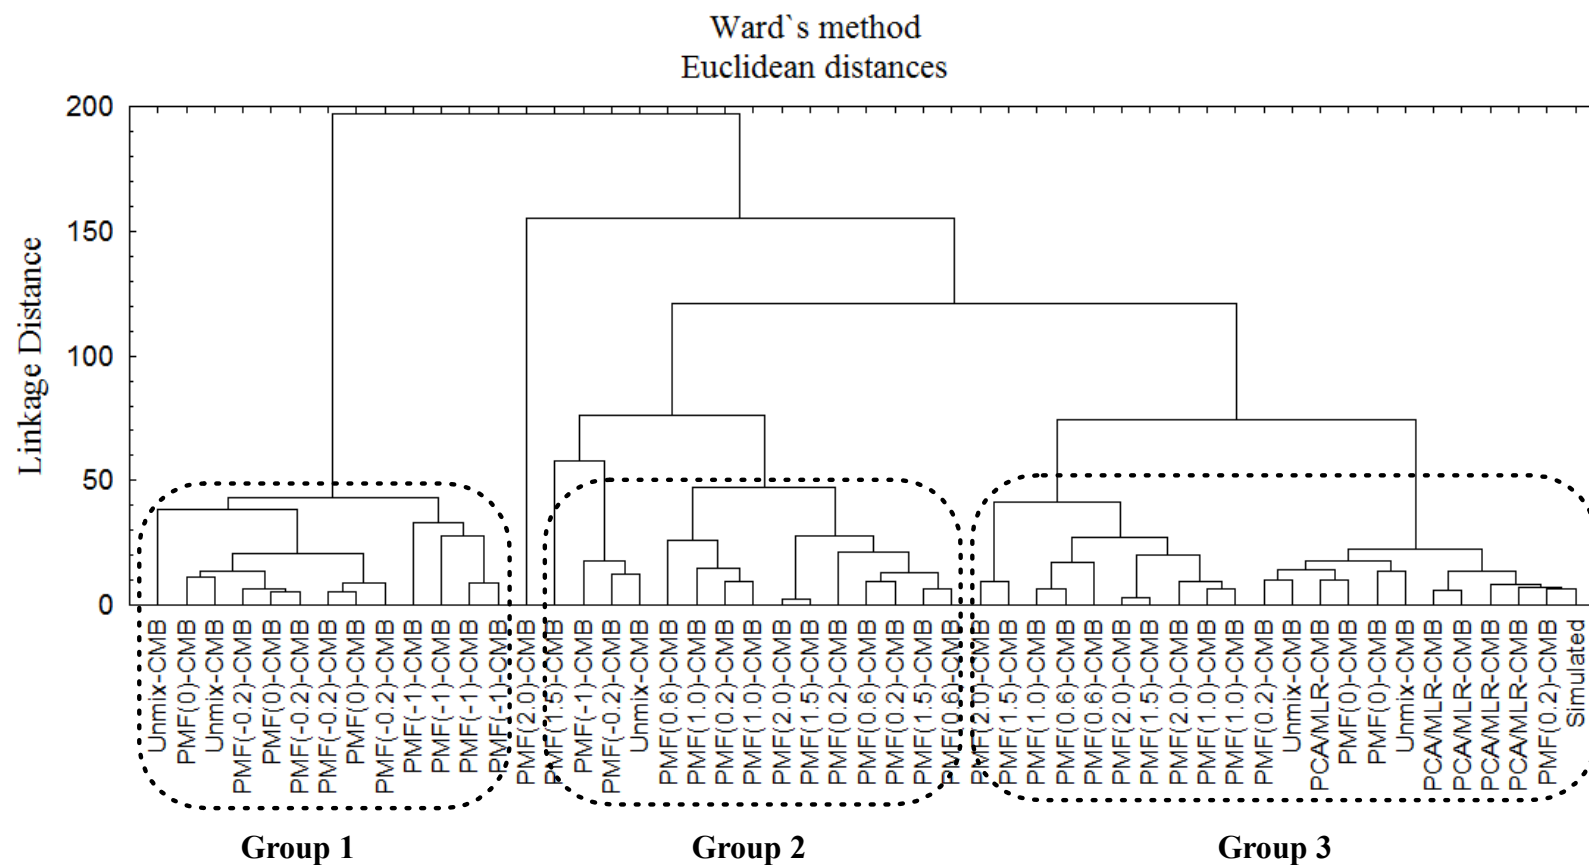 Ward`s method
Euclidean distances
Linkage Distance
200
150
100
50
0
Unmix-CMB
PMF(0)-CMB
Unmix-CMB
PMF(-0.2)-CMB
PMF(0)-CMB
PMF(-0.2)-CMB
PMF(-0.2)-CMB
PMF(0)-CMB
PMF(-0.2)-CMB
PMF(-1)-CMB
PMF(-1)-CMB
PMF(-1)-CMB
PMF(-1)-CMB
PMF(2.0)-CMB
PMF(1.5)-CMB
PMF(-1)-CMB
PMF(-0.2)-CMB
Unmix-CMB
PMF(0.6)-CMB
PMF(1.0)-CMB
PMF(0.2)-CMB
PMF(1.0)-CMB
PMF(2.0)-CMB
PMF(1.5)-CMB
PMF(0.2)-CMB
PMF(0.6)-CMB
PMF(0.2)-CMB
PMF(1.5)-CMB
PMF(0.6)-CMB
PMF(2.0)-CMB
PMF(1.5)-CMB
PMF(1.0)-CMB
PMF(0.6)-CMB
PMF(0.6)-CMB
PMF(2.0)-CMB
PMF(1.5)-CMB
PMF(2.0)-CMB
PMF(1.0)-CMB
PMF(1.0)-CMB
PMF(0.2)-CMB
Unmix-CMB
PCA/MLR-CMB
PMF(0)-CMB
PMF(0)-CMB
Unmix-CMB
PCA/MLR-CMB
PCA/MLR-CMB
PCA/MLR-CMB
PCA/MLR-CMB
PMF(0.2)-CMB
Simulated
Group 1
Group 2
Group 3